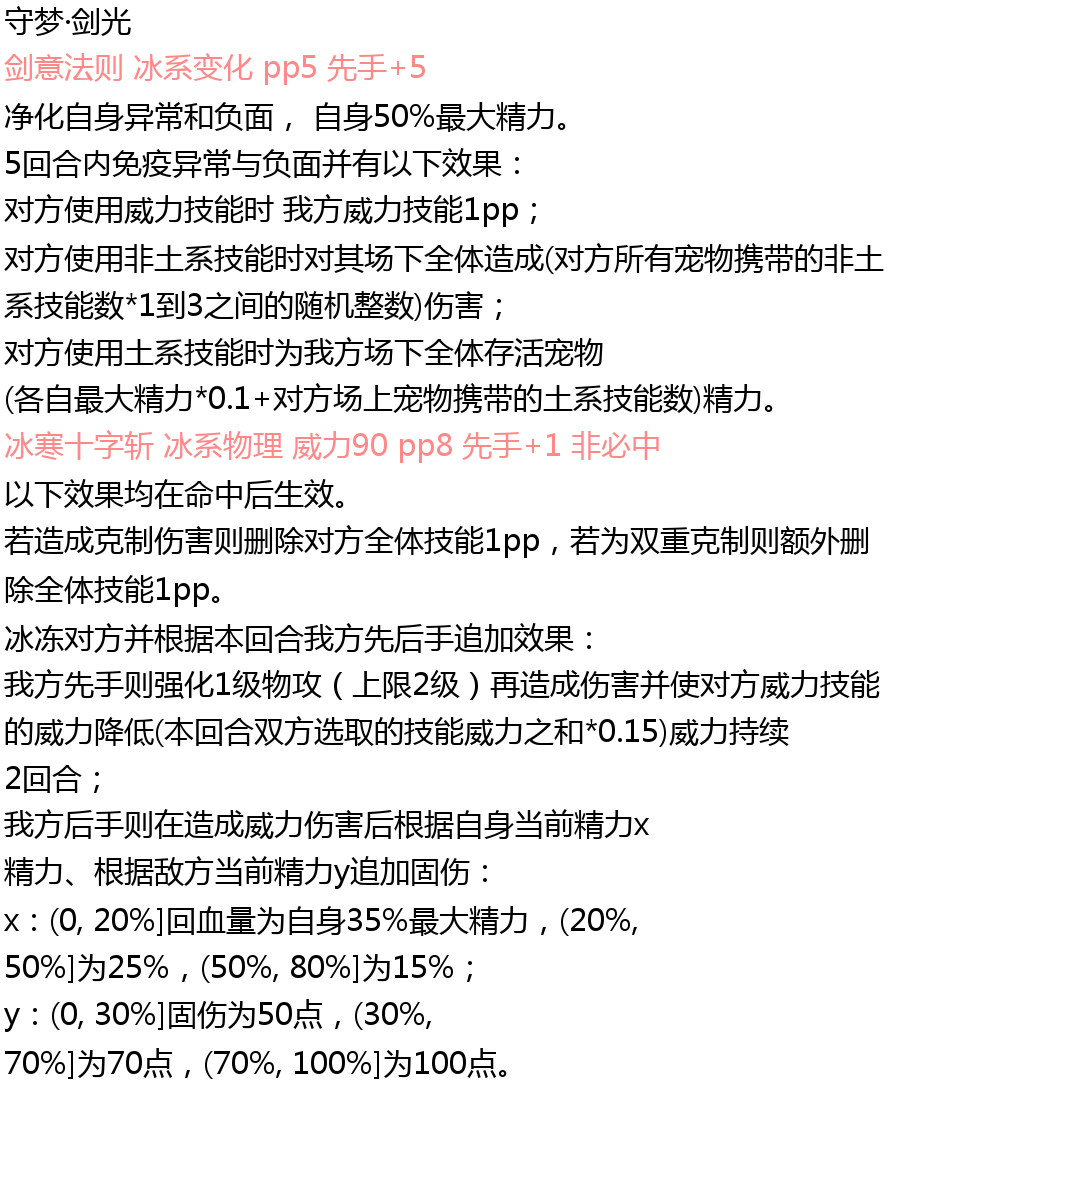 守梦·剑光
剑意法则 冰系变化 pp5 先手+5
净化自身异常和负面， 自身50%最大精力。
5回合内免疫异常与负面并有以下效果：
对方使用威力技能时 我方威力技能1pp；
对方使用非土系技能时对其场下全体造成(对方所有宠物携带的非土
系技能数*1到3之间的随机整数)伤害；
对方使用土系技能时为我方场下全体存活宠物
(各自最大精力*0.1+对方场上宠物携带的土系技能数)精力。
冰寒十字斩 冰系物理 威力90 pp8 先手+1 非必中
以下效果均在命中后生效。
若造成克制伤害则删除对方全体技能1pp，若为双重克制则额外删
除全体技能1pp。
冰冻对方并根据本回合我方先后手追加效果：
我方先手则强化1级物攻（上限2级）再造成伤害并使对方威力技能
的威力降低(本回合双方选取的技能威力之和*0.15)威力持续
2回合；
我方后手则在造成威力伤害后根据自身当前精力x
精力、根据敌方当前精力y追加固伤：
x：(0, 20%]回血量为自身35%最大精力，(20%,
50%]为25%，(50%, 80%]为15%；
y：(0, 30%]固伤为50点，(30%,
70%]为70点，(70%, 100%]为100点。